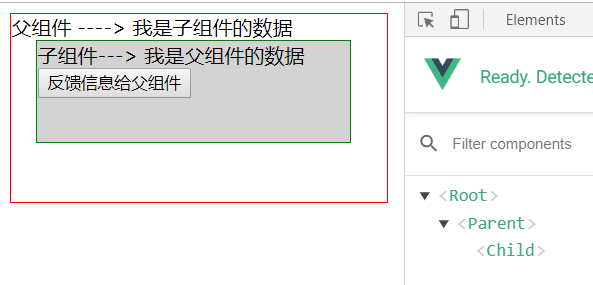 父组件 ----> 我是子组件的数据
子组件---> 我是父组件的数据
反馈信息给父组件
Elements
Ready. Detecte
Filter components
<Root>
<Parent>
<Child>